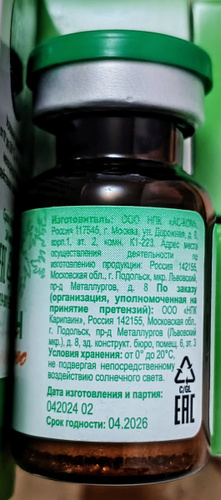 Изготовитель: ООО НПК «АС-КОМ»,
Россия 117545, г. Москва, ул. Дорожная, д. 8,
корп.1, эт. 2, комн. К1-223. Адрес места
осуществления деятельности по
изготовлению продукции: Россия 142155,
Московская обл., г. Подольск, мкр. Львовский,
пр-д Металлургов, д. 8 По заказу
(организация, уполномоченная на
принятие претензий): ООО «НПК
Карипаин», Россия 142155, Московская обл.,
г. Подольск, пр-д Металлургов (Львовский
мкр.), д. 8, зд. конструкт. бюро, помещ. 6, эт. 3
Условия хранения: от 0° до 20°С,
не подвергая непосредственному
воздействию солнечного света.
Дата изготовления и партия:
042024 02
Срок годности: 04.2026
C/GL
EAC